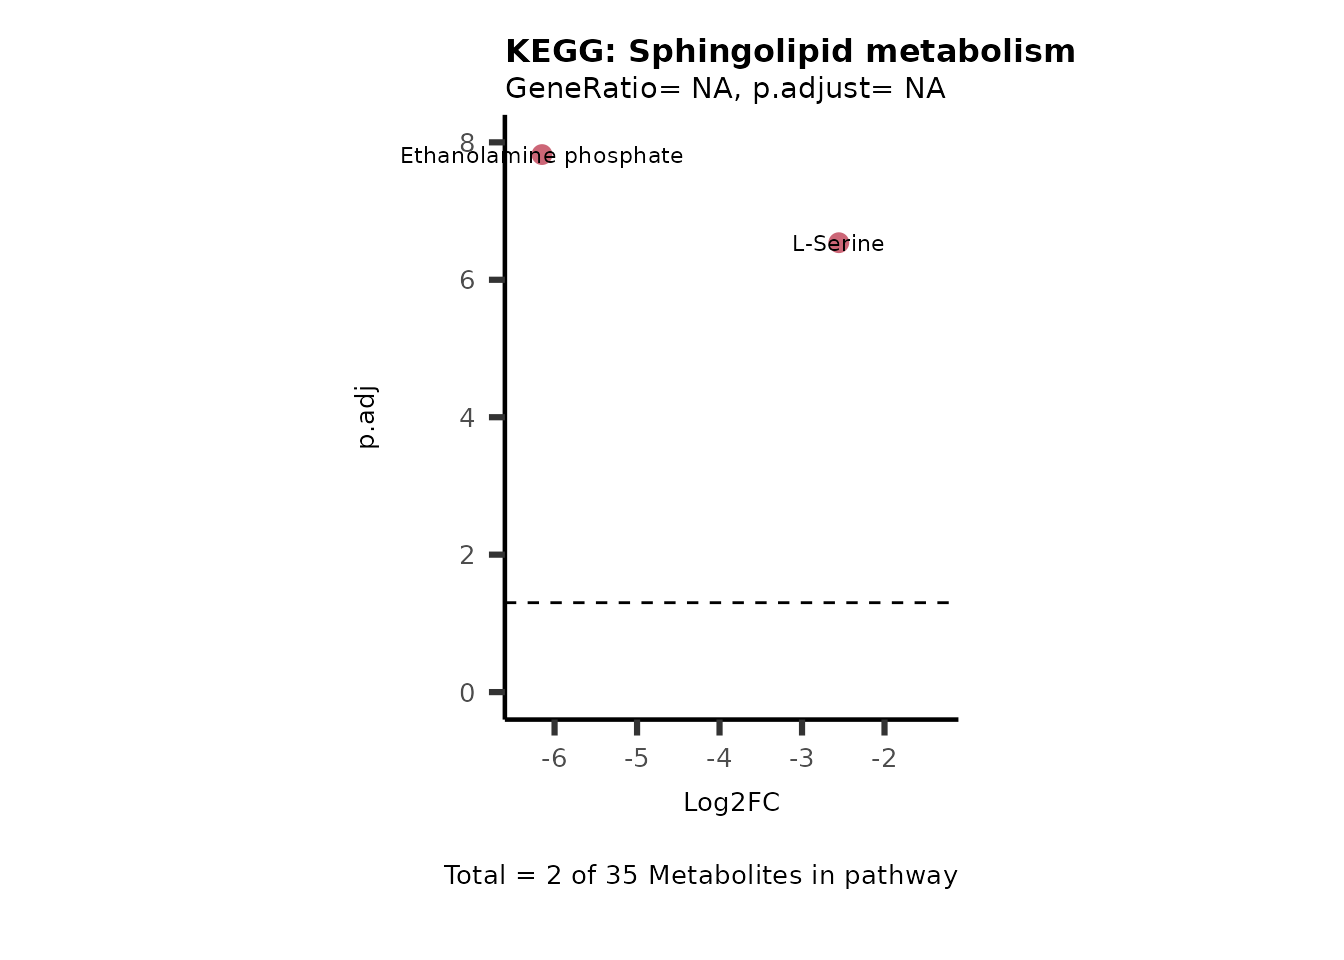 KEGG: Sphingolipid metabolism
GeneRatio= NA, p.adjust= NA
8
Ethanolamine phosphate
L-Serine
6
p.adj
4
2
0
-6 -5 -4 -3 -2
Log2FC
Total = 2 of 35 Metabolites in pathway